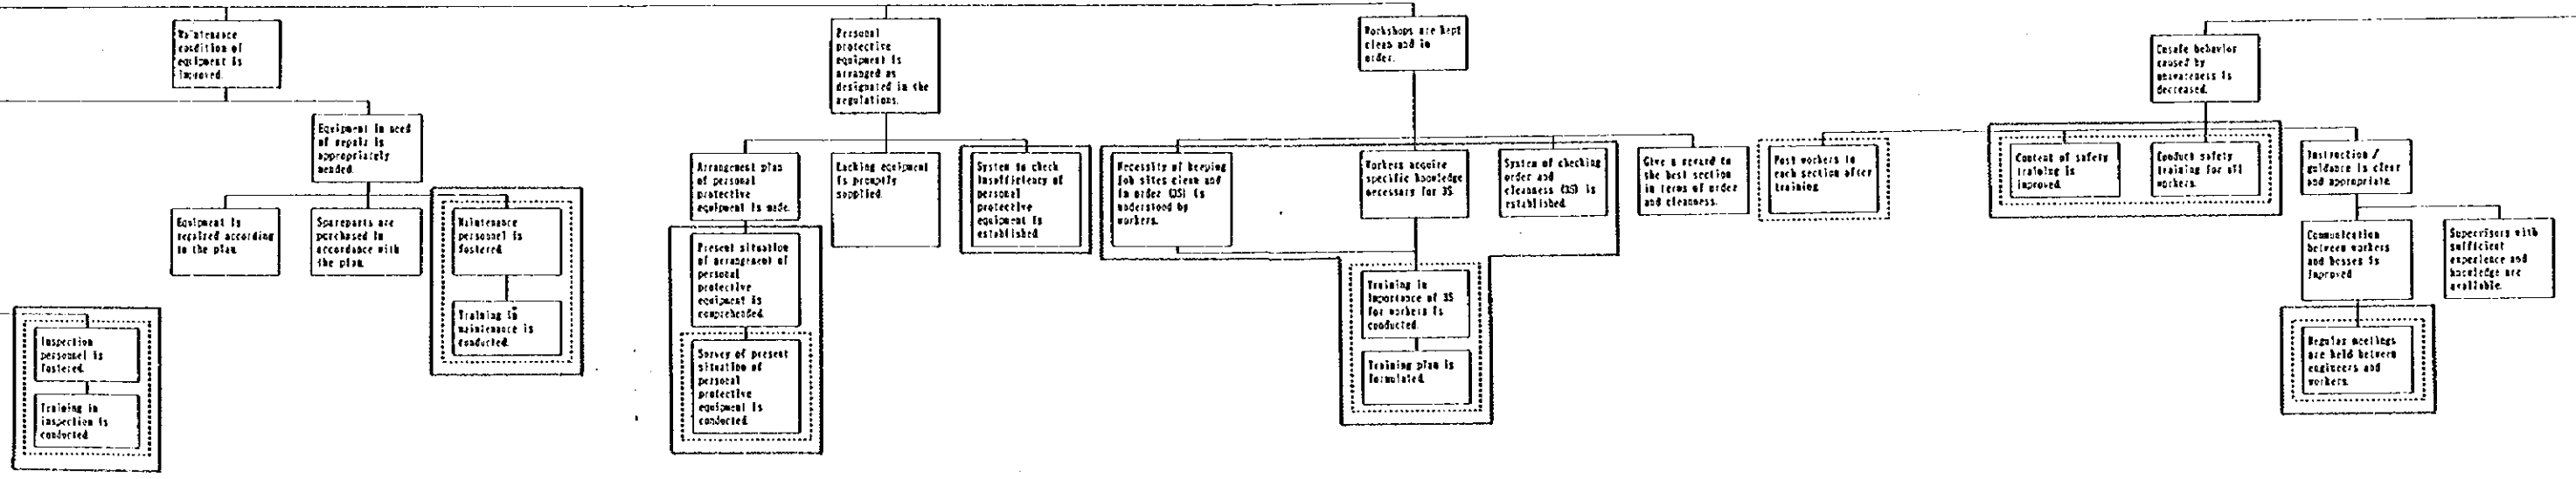 Maintenance
condition of
equipment is
improved.
Equipment in need
of repair is
appropriately
mended.
Equipment is
repaired according
to the plan.
Spareparts are
purchased in
accordance with
the plan.
Maintenance
personnel is
fostered.
Training in
maintenance is
conducted.
Inspection
personnel is
fostered.
Training in
inspection is
conducted.
Personal
protective
equipment is
arranged as
designated in the
regulations.
Arrangement plan
of personal
protective
equipment is made.
Lacking equipment
is promptly
supplied.
System to check
insufficiency of
personal
protective
equipment is
established.
Present situation
of arrangement of
personal
protective
equipment is
comprehended.
Survey of present
situation of
personal
protective
equipment is
conducted.
Workshops are kept
clean and in
order.
Necessity of keeping
job sites clean and
in order (3S) is
understood by
workers.
Workers acquire
specific knowledge
necessary for 3S.
System of checking
order and
cleanness (3S) is
established.
Give a reward to
the best section
in terms of order
and cleanness.
Training in
importance of 3S
for workers is
conducted.
Training plan is
formulated.
Unsafe behavior
caused by
unawareness is
decreased.
Post workers to
each section after
training.
Content of safety
training is
improved.
Conduct safety
training for all
workers.
Instruction /
guidance is clear
and appropriate.
Communication
between workers
and bosses is
improved
Supervisors with
sufficient
experience and
knowledge are
available.
Regular meetings
are held between
engineers and
workers.